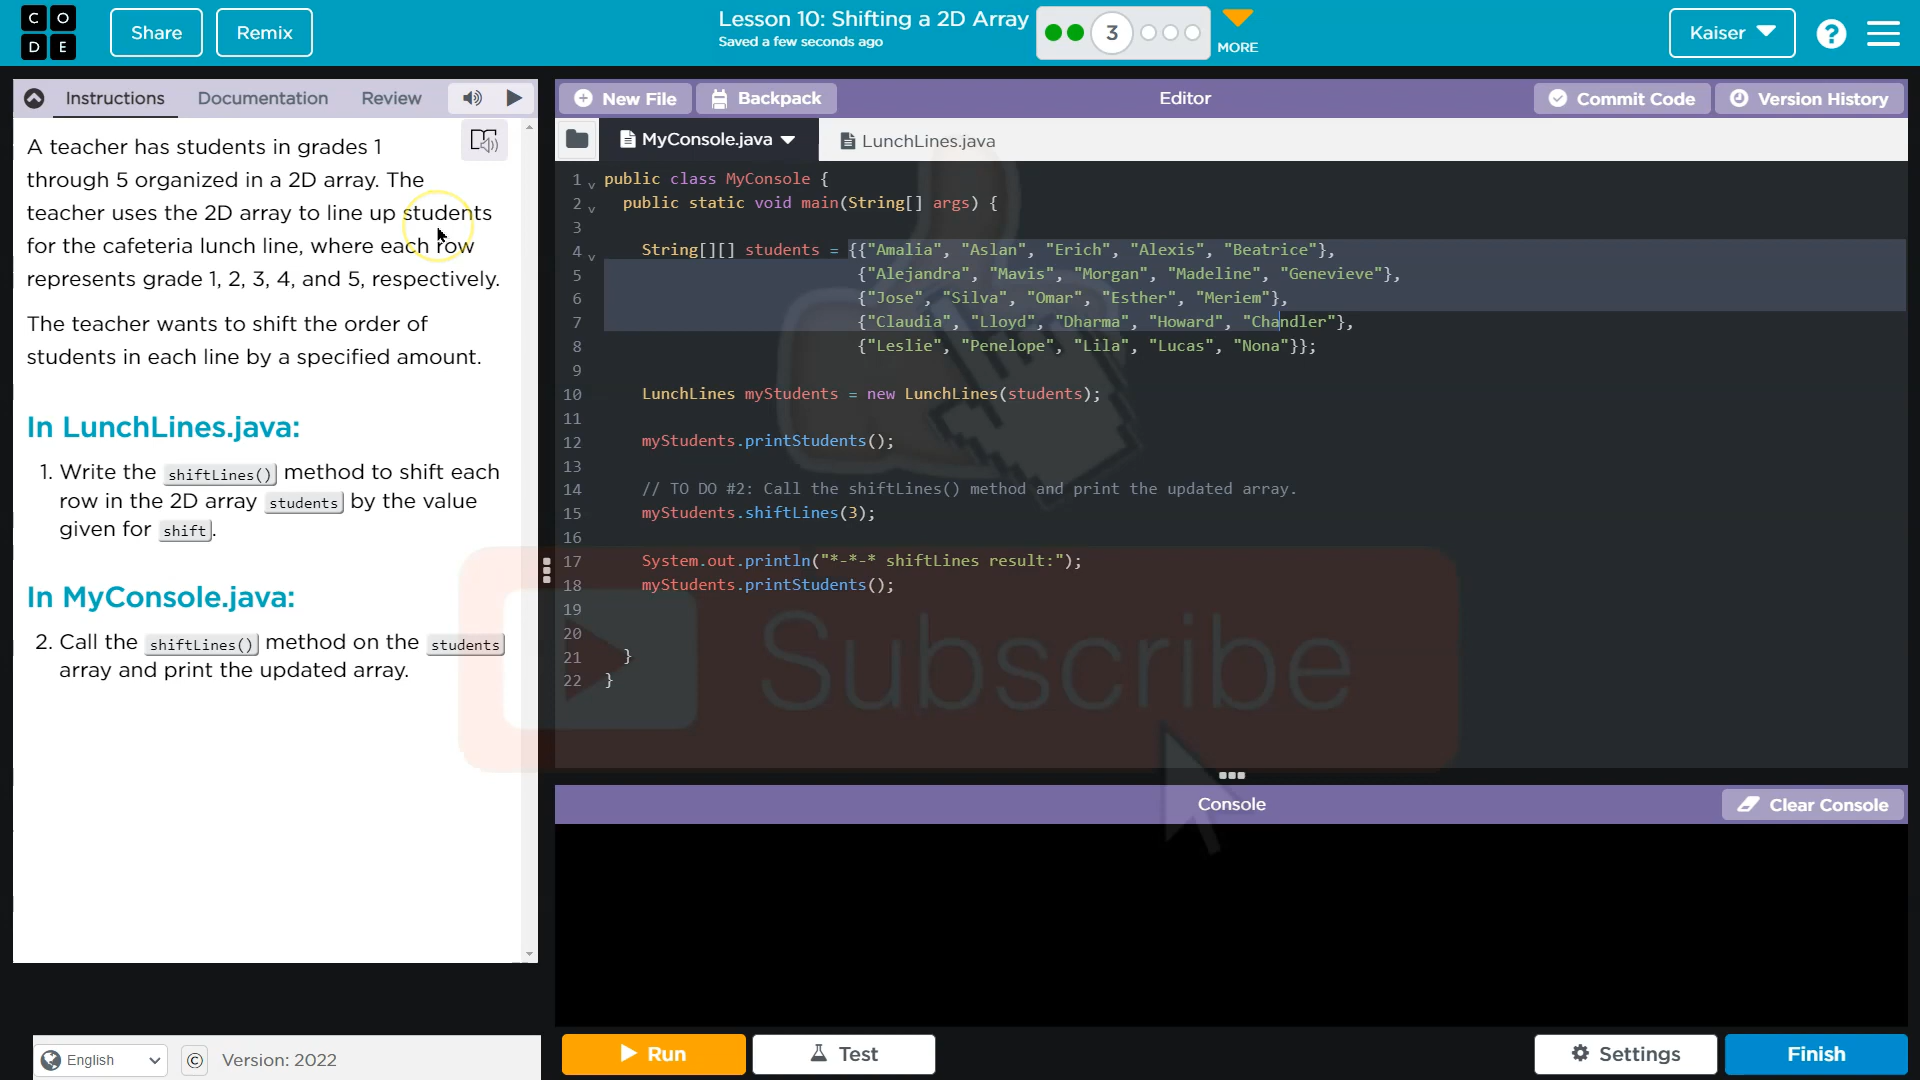 CODE
Share
Remix
Lesson 10: Shifting a 2D Array
Saved a few seconds ago
3
MORE
Kaiser
?
Instructions
Documentation
Review
New File
Backpack
Editor
Commit Code
Version History
MyConsole.java
LunchLines.java
A teacher has students in grades 1
through 5 organized in a 2D array. The
teacher uses the 2D array to line up students
for the cafeteria lunch line, where each row
represents grade 1, 2, 3, 4, and 5, respectively.
The teacher wants to shift the order of
students in each line by a specified amount.
In LunchLines.java:
1. Write the shiftLines() method to shift each
row in the 2D array students by the value
given for shift.
In MyConsole.java:
2. Call the shiftLines() method on the students
array and print the updated array.
1 public class MyConsole {
2 public static void main(String[] args) {
3
4 String[][] students = {{"Amalia", "Aslan", "Erich", "Alexis", "Beatrice"},
5 {"Alejandra", "Mavis", "Morgan", "Madeline", "Genevieve"},
6 {"Jose", "Silva", "Omar", "Esther", "Meriem"},
7 {"Claudia", "Lloyd", "Dharma", "Howard", "Chandler"},
8 {"Leslie", "Penelope", "Lila", "Lucas", "Nona"}};
9
10 LunchLines myStudents = new LunchLines(students);
11
12 myStudents.printStudents();
13
14 // TO DO #2: Call the shiftLines() method and print the updated array.
15 myStudents.shiftLines(3);
16
17 System.out.println("*-*-* shiftLines result:");
18 myStudents.printStudents();
19
20
21 }
22 }
Subscribe
Console
Clear Console
English
©
Version: 2022
Run
Test
Settings
Finish